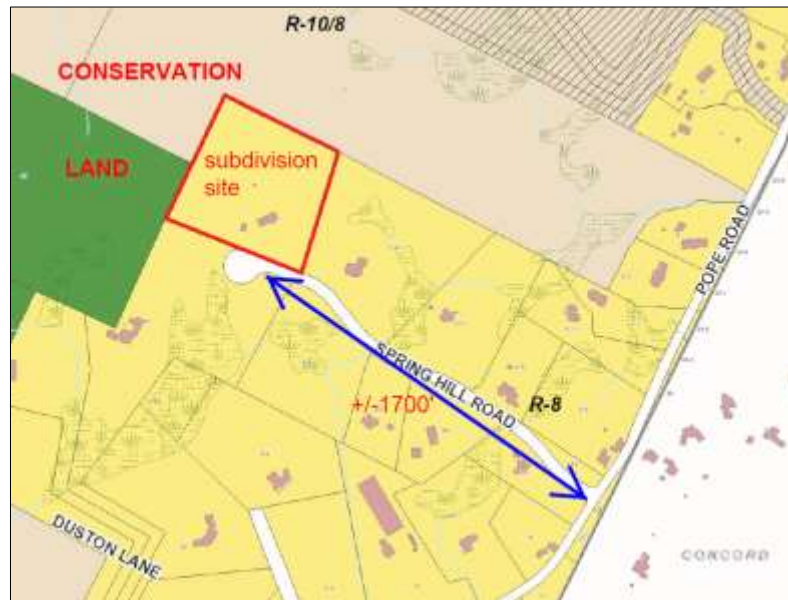 R-10/8
CONSERVATION
LAND
subdivision
site
POPE ROAD
SPRING HILL ROAD
+/-1700'
R-8
DUSTON LANE
CONCORD